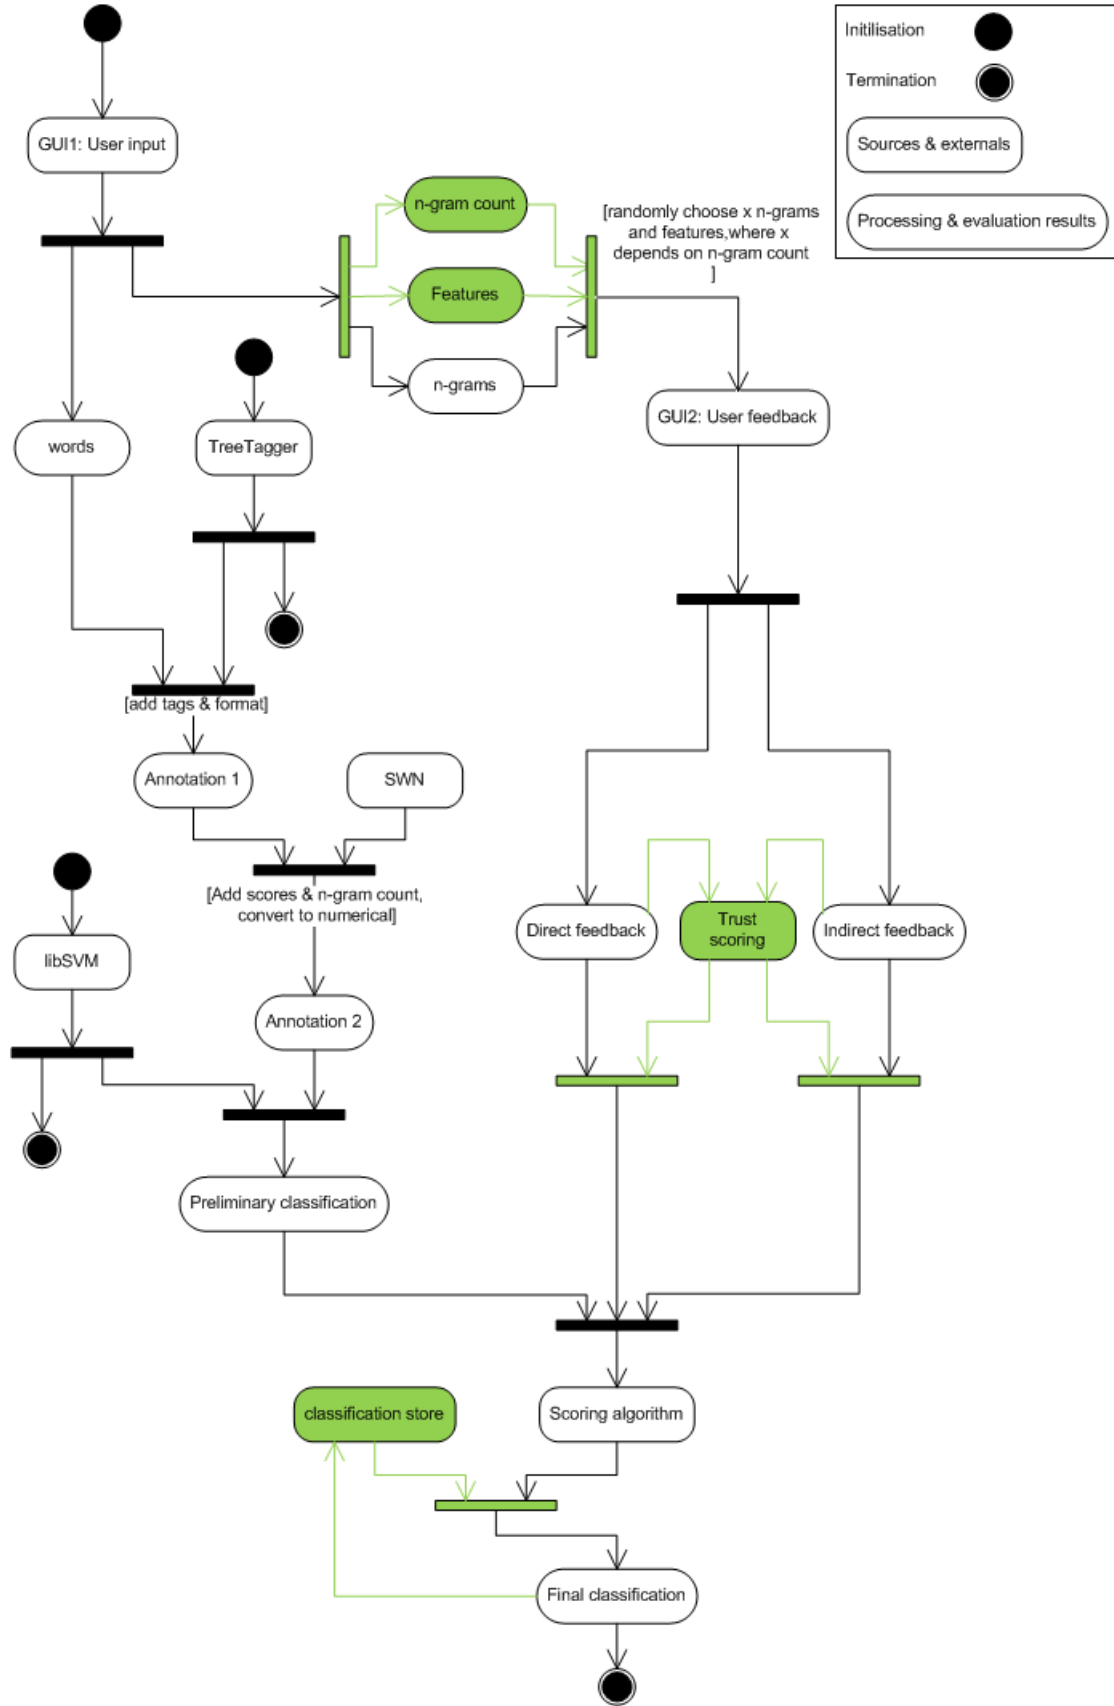 Initilisation
Termination
Sources & externals
Processing & evaluation results
GUI1: User input
n-gram count
Features
n-grams
[randomly choose x n-grams
and features,where x
depends on n-gram count
]
GUI2: User feedback
words
TreeTagger
[add tags & format]
Annotation 1
SWN
[Add scores & n-gram count,
convert to numerical]
libSVM
Annotation 2
Direct feedback
Trust
scoring
Indirect feedback
Preliminary classification
classification store
Scoring algorithm
Final classification